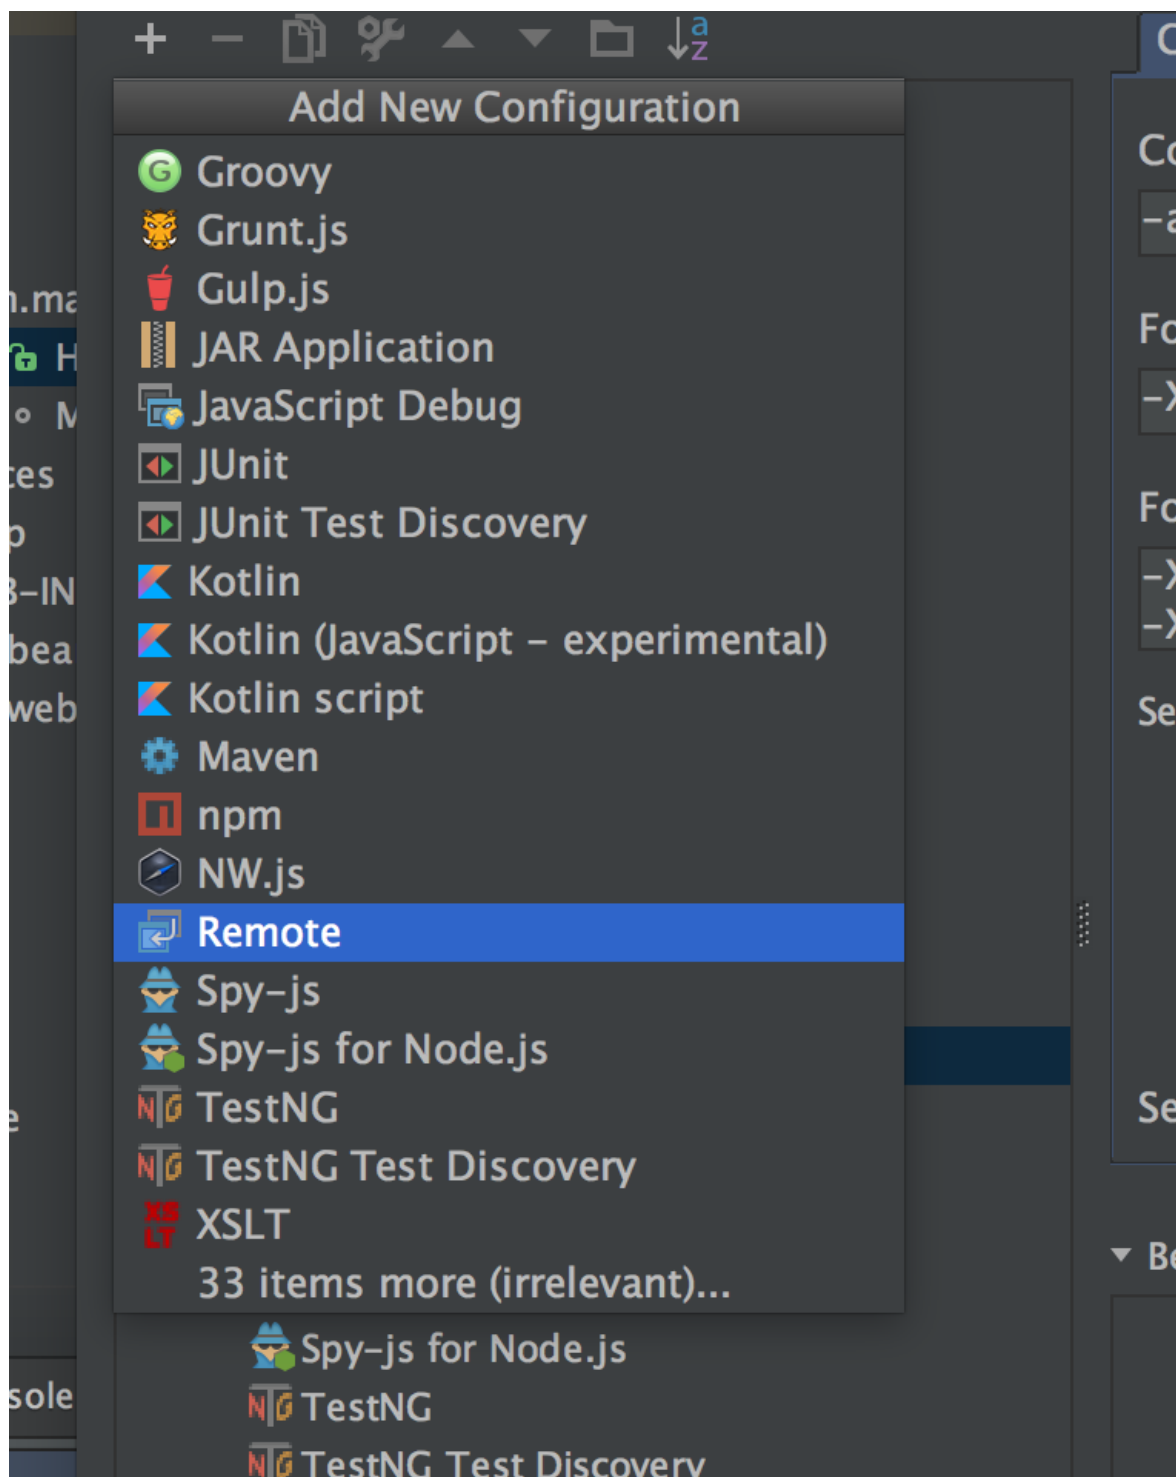 a
z
Add New Configuration
Groovy
Grunt.js
Gulp.js
JAR Application
JavaScript Debug
JUnit
JUnit Test Discovery
Kotlin
Kotlin (JavaScript – experimental)
Kotlin script
Maven
npm
NW.js
Remote
Spy-js
Spy-js for Node.js
TestNG
TestNG Test Discovery
XSLT
33 items more (irrelevant)...
Spy-js for Node.js
TestNG
TestNG Test Discovery